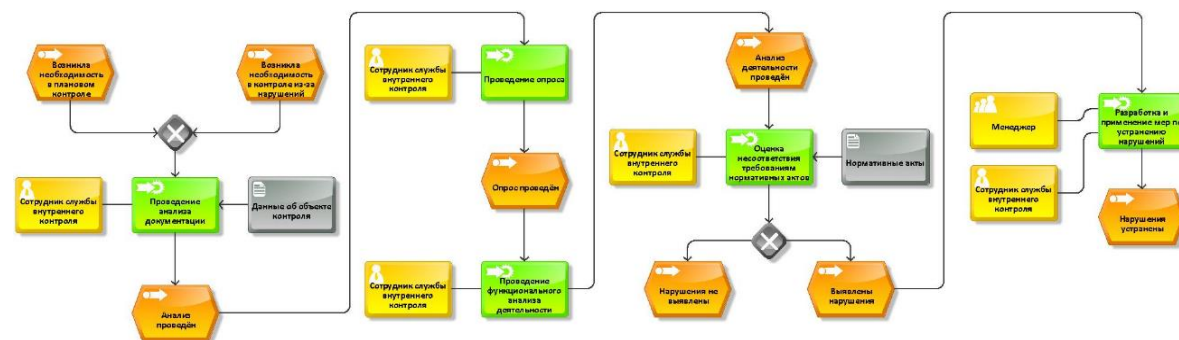 Возникла
необходимость
в плановом
контроле
Возникла
необходимость
в контроле из-за
нарушений
Сотрудник службы
внутреннего
контроля
Проведение
анализа
документации
Данные об объекте
контроля
Анализ
проведён
Сотрудник службы
внутреннего
контроля
Проведение опроса
Опрос проведён
Сотрудник службы
внутреннего
контроля
Проведение
функционального
анализа
деятельности
Анализ
деятельности
проведён
Сотрудник службы
внутреннего
контроля
Оценка
несоответствия
требованиям
нормативных актов
Нормативные акты
Нарушения не
выявлены
Выявлены
нарушения
Менеджер
Сотрудник службы
внутреннего
контроля
Разработка и
применение мер по
устранению
нарушений
Нарушения
устранены